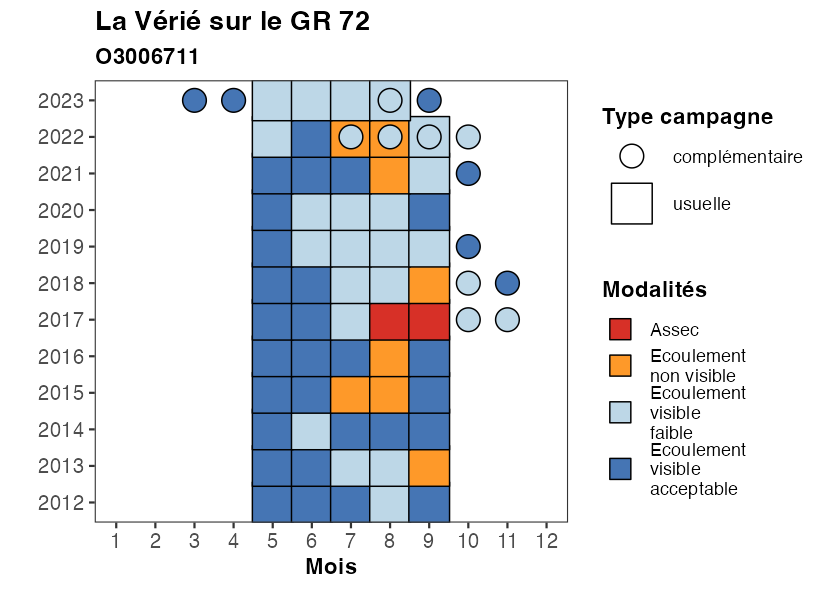 La Vérié sur le GR 72
O3006711
2023
2022
2021
2020
2019
2018
2017
2016
2015
2014
2013
2012
1 2 3 4 5 6 7 8 9 10 11 12
Mois
Type campagne
complémentaire
usuelle
Modalités
Assec
Ecoulement
non visible
Ecoulement
visible
faible
Ecoulement
visible
acceptable